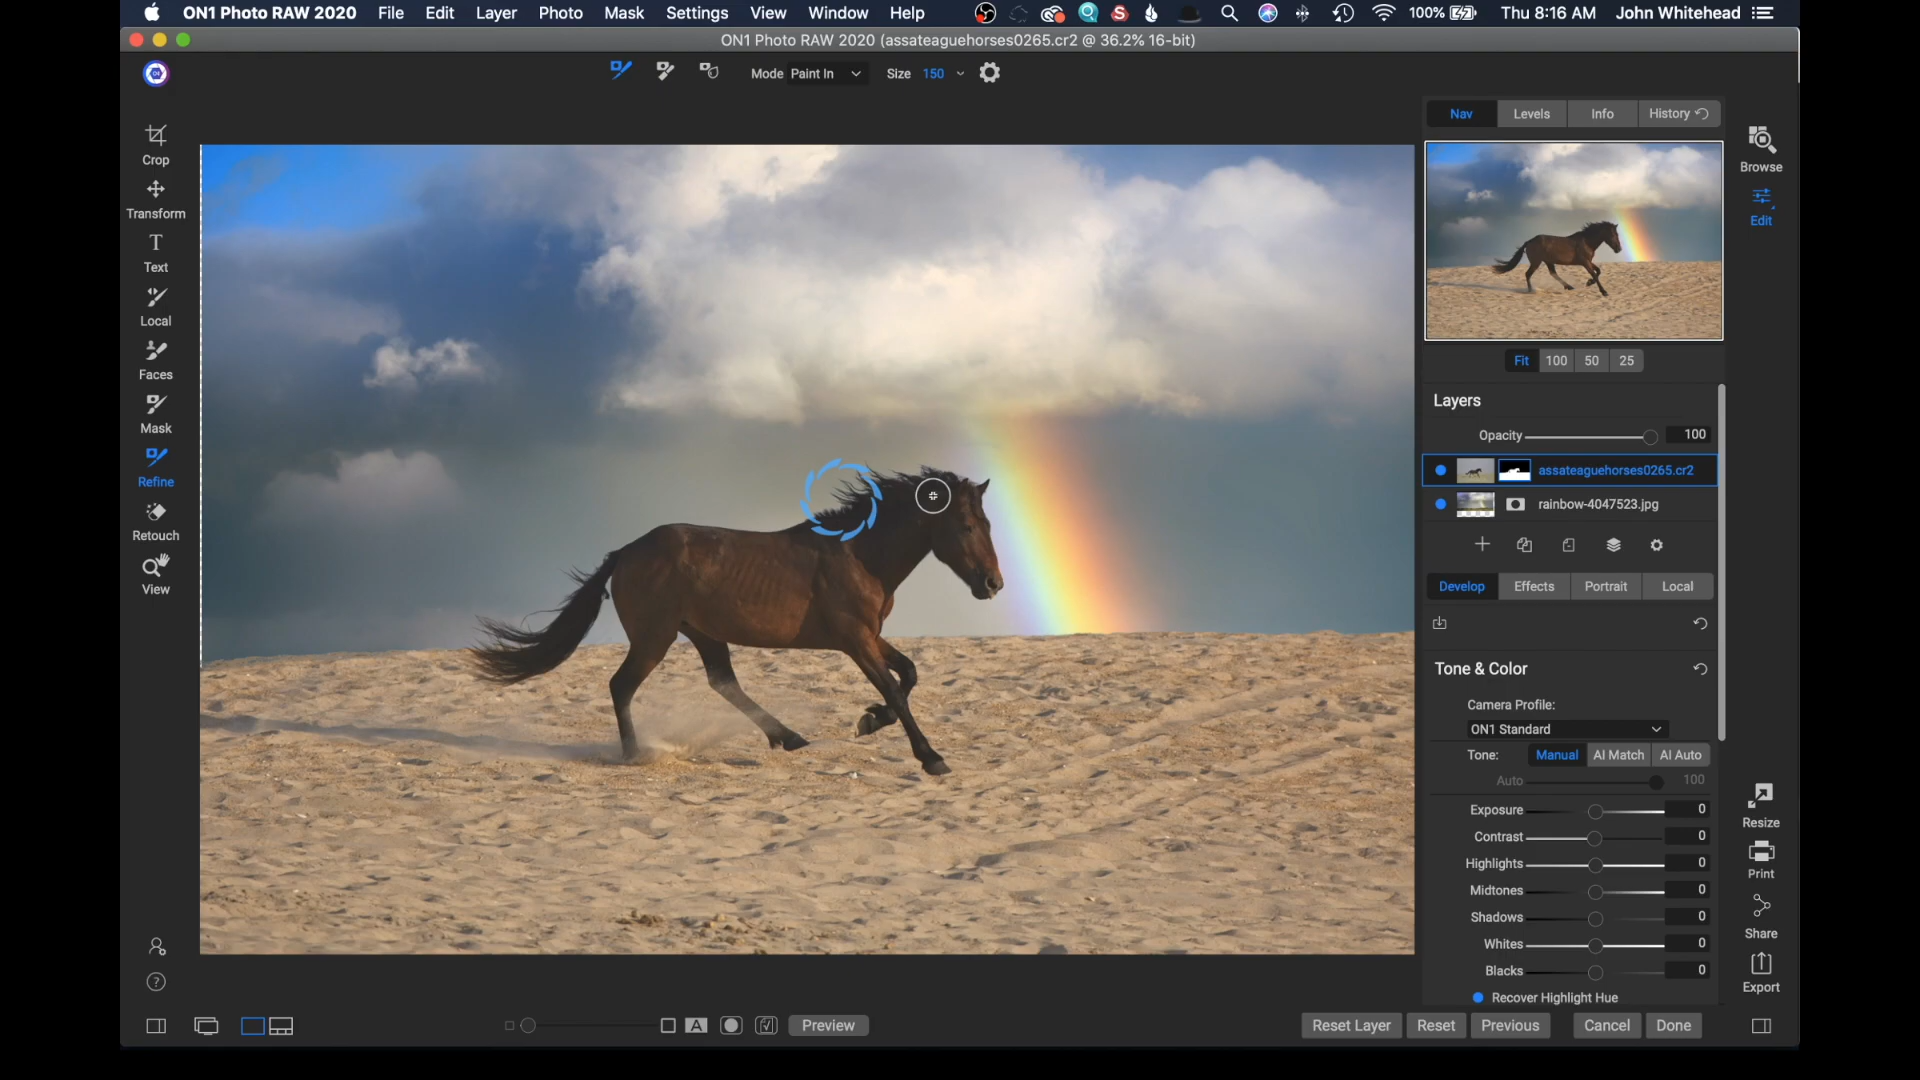 ON1 Photo RAW 2020 File Edit Layer Photo Mask Settings View Window Help 100% Thu 8:16 AM John Whitehead
ON1 Photo RAW 2020 (assateaguehorses0265.cr2 @ 36.2% 16-bit)
Mode Paint In Size 150
Nav Levels Info History
Crop
Transform
Text
Local
Faces
Mask
Refine
Retouch
View
Browse
Edit
Fit 100 50 25
Layers
Opacity 100
assateaguehorses0265.cr2
rainbow-4047523.jpg
Develop Effects Portrait Local
Tone & Color
Camera Profile:
ON1 Standard
Tone: Manual AI Match AI Auto
Auto 100
Exposure 0
Contrast 0
Highlights 0
Midtones 0
Shadows 0
Whites 0
Blacks 0
Recover Highlight Hue
Resize
Print
Share
Export
A Preview Reset Layer Reset Previous Cancel Done